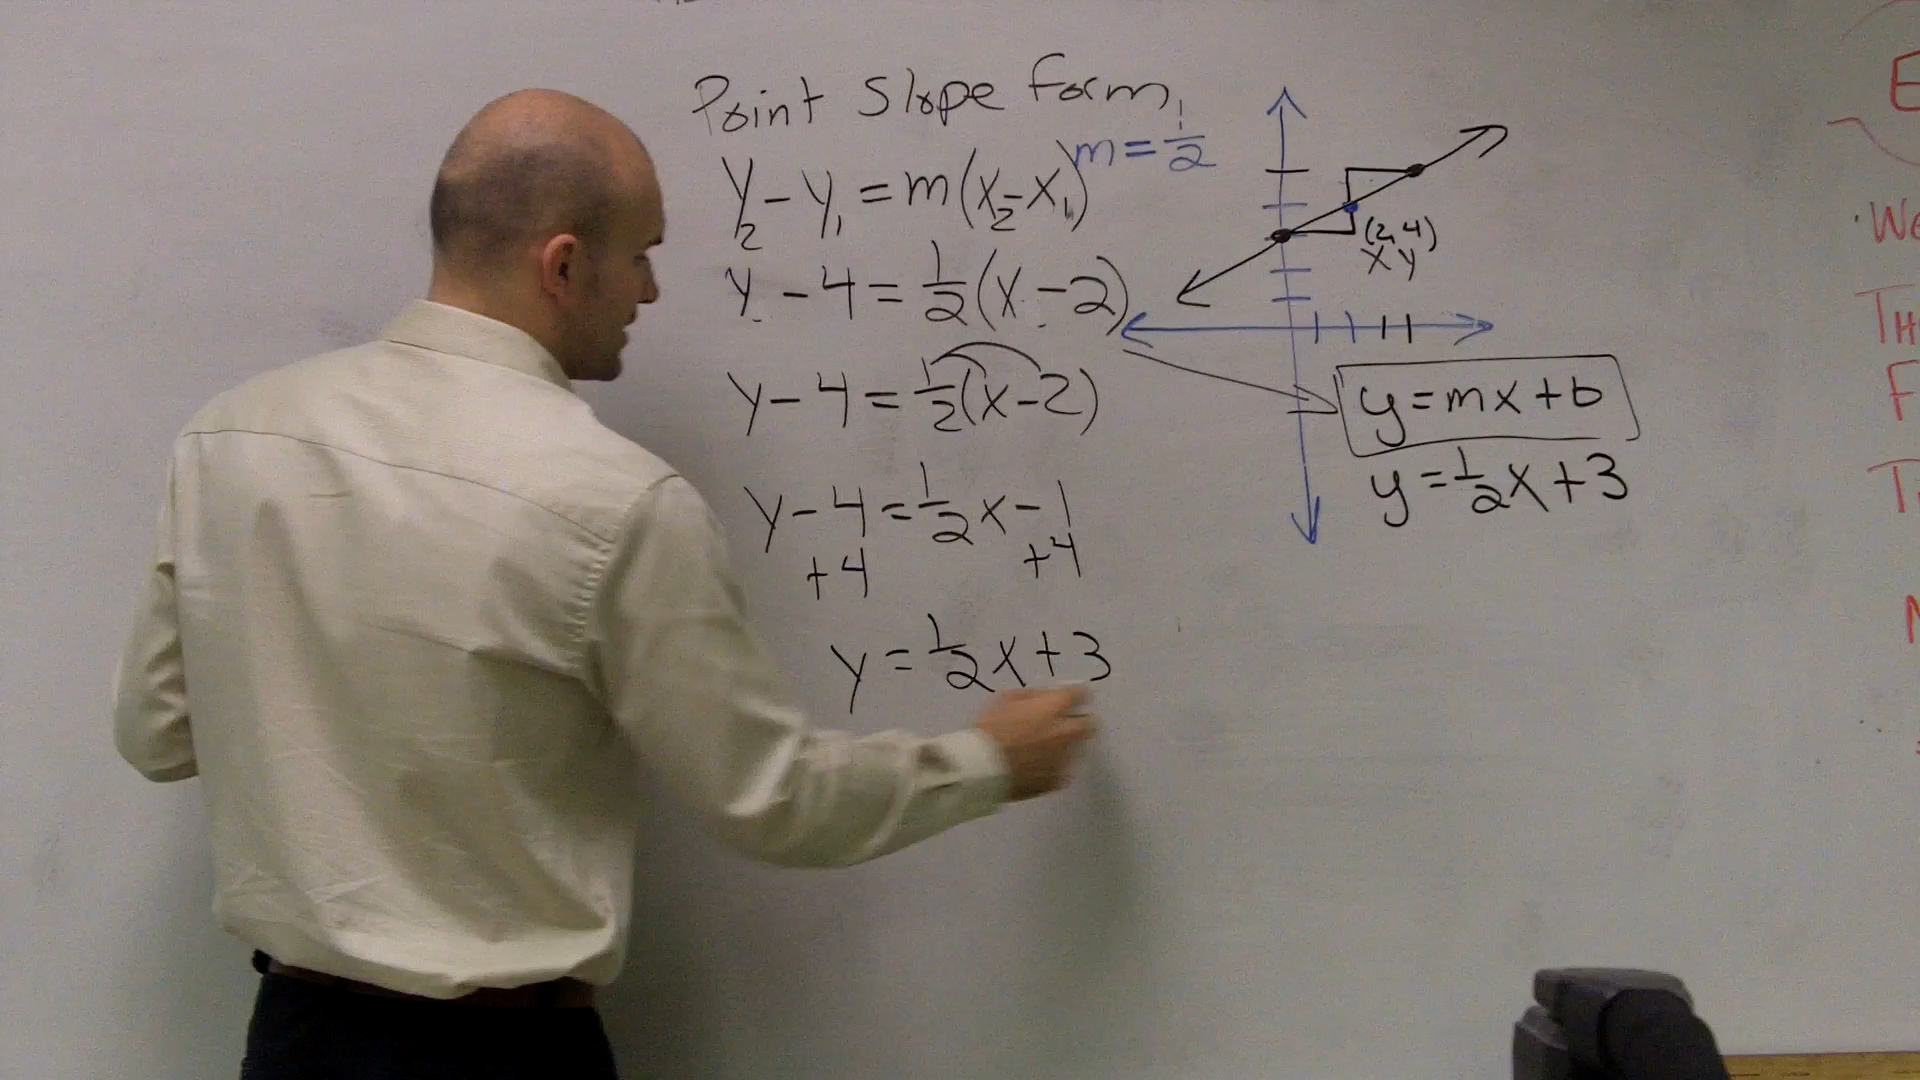 Point Slope Form
m = 1/2
y₂ - y₁ = m(x₂ - x₁)
y - 4 = 1/2(x - 2)
y - 4 = 1/2(x - 2)
y - 4 = 1/2x - 1
+4 +4
y = 1/2x + 3
(2,4)
x y
y = mx + b
y = 1/2x + 3